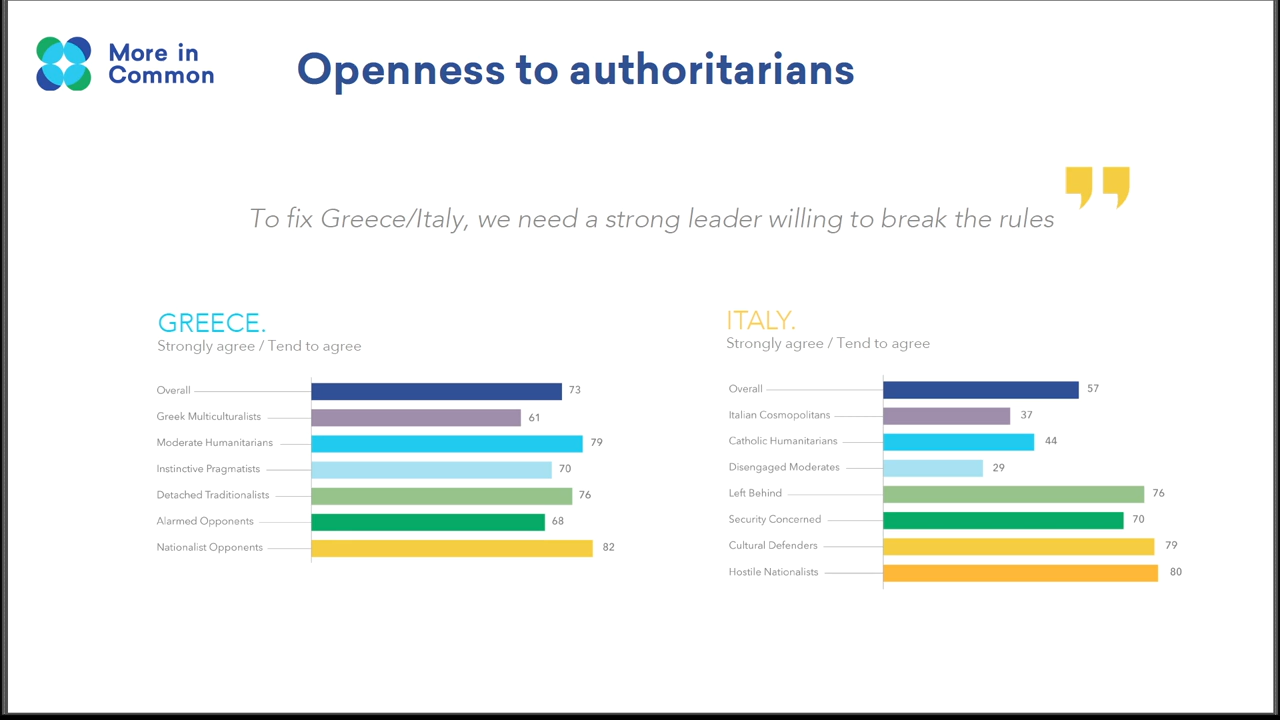 More in
Common
Openness to authoritarians
To fix Greece/Italy, we need a strong leader willing to break the rules
GREECE.
Strongly agree / Tend to agree
Overall 73
Greek Multiculturalists 61
Moderate Humanitarians 79
Instinctive Pragmatists 70
Detached Traditionalists 76
Alarmed Opponents 68
Nationalist Opponents 82
ITALY.
Strongly agree / Tend to agree
Overall 57
Italian Cosmopolitans 37
Catholic Humanitarians 44
Disengaged Moderates 29
Left Behind 76
Security Concerned 70
Cultural Defenders 79
Hostile Nationalists 80